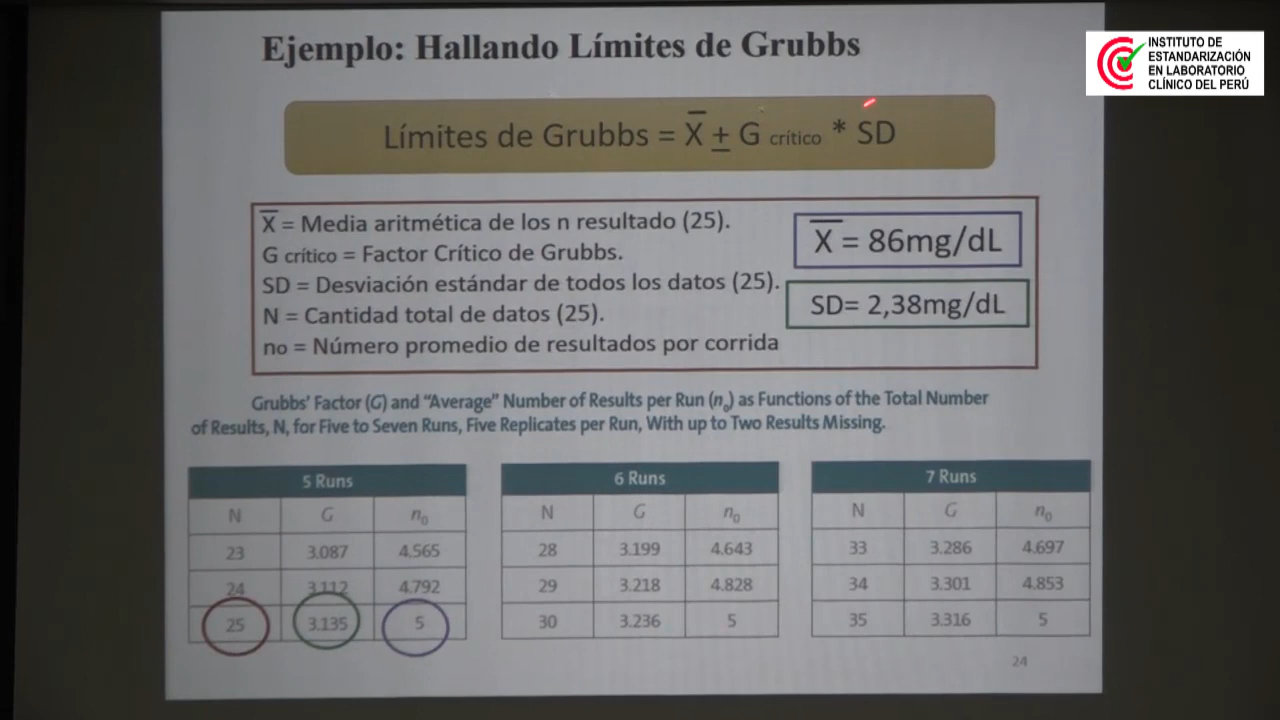 Ejemplo: Hallando Límites de Grubbs
INSTITUTO DE
ESTANDARIZACIÓN
EN LABORATORIO
CLÍNICO DEL PERÚ
Límites de Grubbs = X ± G crítico * SD
X = Media aritmética de los n resultado (25).
G crítico = Factor Crítico de Grubbs.
SD = Desviación estándar de todos los datos (25).
N = Cantidad total de datos (25).
no = Número promedio de resultados por corrida
X = 86mg/dL
SD= 2,38mg/dL
Grubbs' Factor (G) and "Average" Number of Results per Run (n₀) as Functions of the Total Number
of Results, N, for Five to Seven Runs, Five Replicates per Run, With up to Two Results Missing.
5 Runs
N G n₀
23 3.087 4.565
24 3.112 4.792
25 3.135 5
6 Runs
N G n₀
28 3.199 4.643
29 3.218 4.828
30 3.236 5
7 Runs
N G n₀
33 3.286 4.697
34 3.301 4.853
35 3.316 5
24